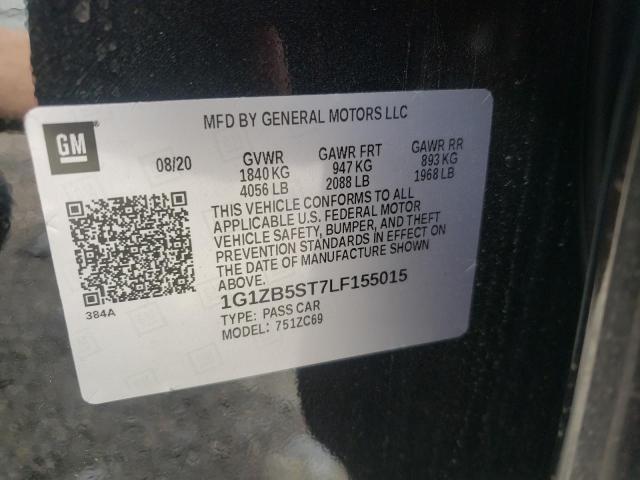 MFD BY GENERAL MOTORS LLC
GM
08/20
GVWR
1840 KG
4056 LB
GAWR FRT
947 KG
2088 LB
GAWR RR
893 KG
1968 LB
THIS VEHICLE CONFORMS TO ALL
APPLICABLE U.S. FEDERAL MOTOR
VEHICLE SAFETY, BUMPER, AND THEFT
PREVENTION STANDARDS IN EFFECT ON
THE DATE OF MANUFACTURE SHOWN
ABOVE.
1G1ZB5ST7LF155015
TYPE: PASS CAR
MODEL: 751ZC69
384A